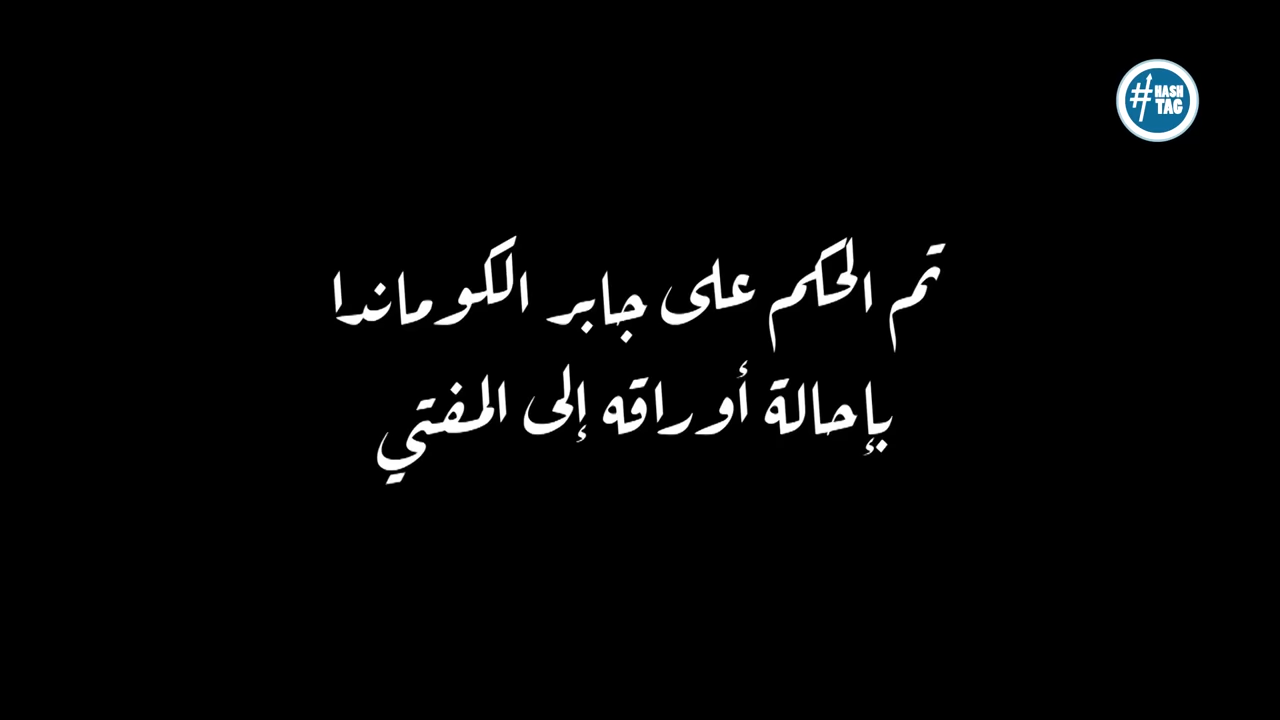 #HASH
TAG
تم الحكم على جابر الكوماندا
بإحالة أوراقه إلى المفتي